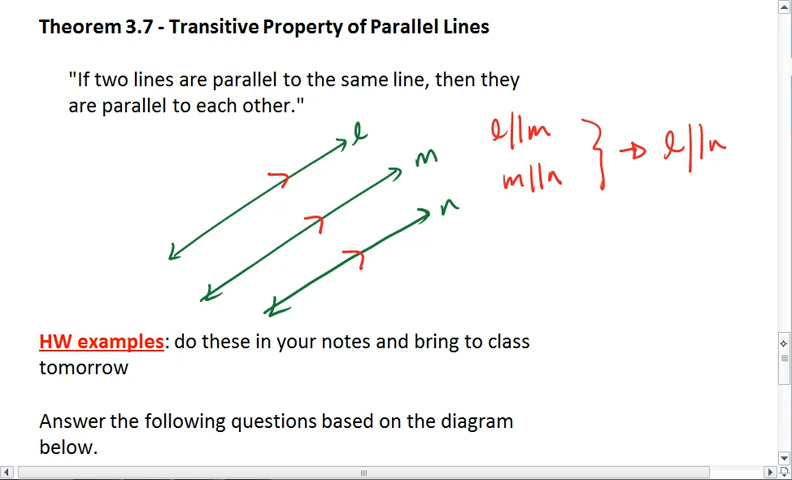 Theorem 3.7 - Transitive Property of Parallel Lines
"If two lines are parallel to the same line, then they
are parallel to each other."
l
m
n
l||m
m||n
} → l||n
HW examples: do these in your notes and bring to class
tomorrow
Answer the following questions based on the diagram
below.